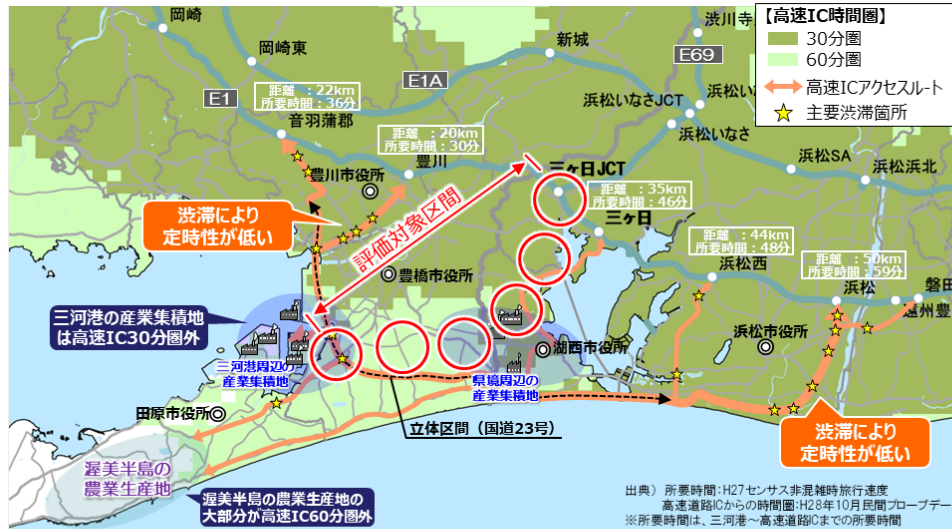 岡崎
岡崎東
新城
渋川寺
【高速IC時間圏】
30分圏
60分圏
高速ICアクセスルート
主要渋滞箇所
E69
E1A
E1
距離 ：22km
所要時間：36分
音羽蒲郡
距離 ：20km
所要時間：30分
豊川
浜松いなさJCT
浜松い
浜松いなさ
浜松SA
浜松浜北
豊川市役所
三ヶ日JCT
距離 ：35km
所要時間：46分
三ヶ日
渋滞により
定時性が低い
評価対象区間
距離 ：44km
所要時間：48分
浜松西
距離 ：50km
所要時間：59分
浜松
磐田
遠州豊
豊橋市役所
三河港の産業集積地
は高速IC30分圏外
三河港周辺の
産業集積地
湖西市役所
浜松市役所
県境周辺の
産業集積地
田原市役所
立体区間（国道23号）
渋滞により
定時性が低い
渥美半島の
農業生産地
渥美半島の農業生産地の
大部分が高速IC60分圏外
出典）所要時間：H27センサス非混雑時旅行速度
高速道路ICからの時間圏：H28年10月民間プローブデー
※所要時間は、三河港～高速道路ICまでの所要時間